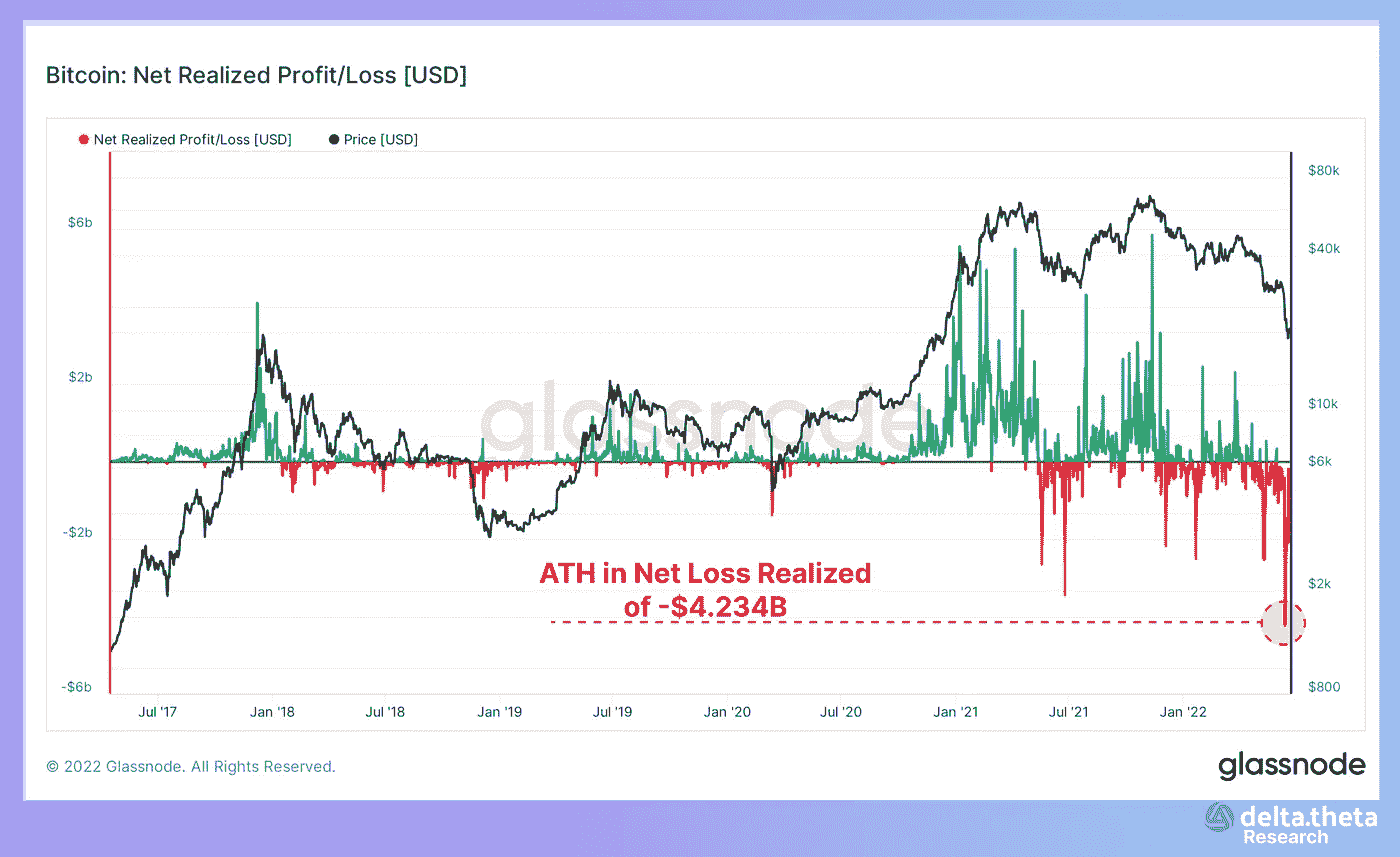 Bitcoin: Net Realized Profit/Loss [USD]
Net Realized Profit/Loss [USD] Price [USD]
$80k
$6b
$40k
$2b
$10k
glassnode
$6k
-$2b
ATH in Net Loss Realized
$2k
of -$4.234B
-$6b
$800
Jul '17 Jan '18 Jul '18 Jan '19 Jul '19 Jan '20 Jul '20 Jan '21 Jul '21 Jan '22
© 2022 Glassnode. All Rights Reserved.
glassnode
delta.theta
Research